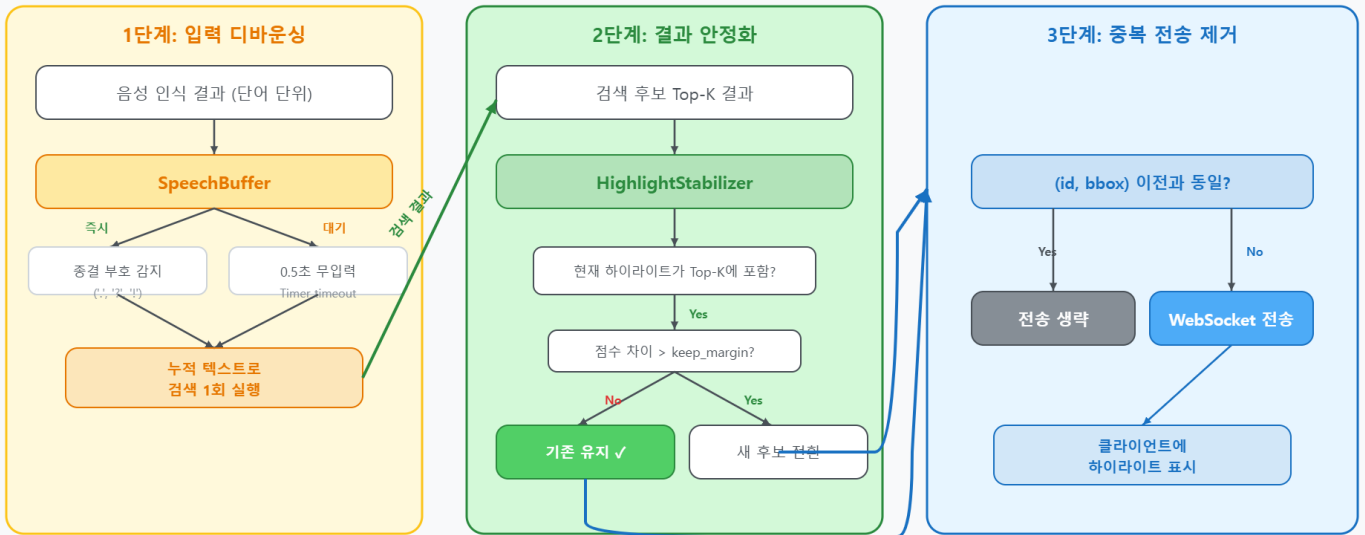 1단계: 입력 디바운싱
음성 인식 결과 (단어 단위)
SpeechBuffer
즉시
대기
종결 부호 감지
('.', '?', '!')
0.5초 무입력
Timer timeout
누적 텍스트로
검색 1회 실행
검색 결과
2단계: 결과 안정화
검색 후보 Top-K 결과
HighlightStabilizer
현재 하이라이트가 Top-K에 포함?
Yes
점수 차이 > keep_margin?
No
Yes
기존 유지 ✓
새 후보 전환
3단계: 중복 전송 제거
(id, bbox) 이전과 동일?
Yes
No
전송 생략
WebSocket 전송
클라이언트에
하이라이트 표시